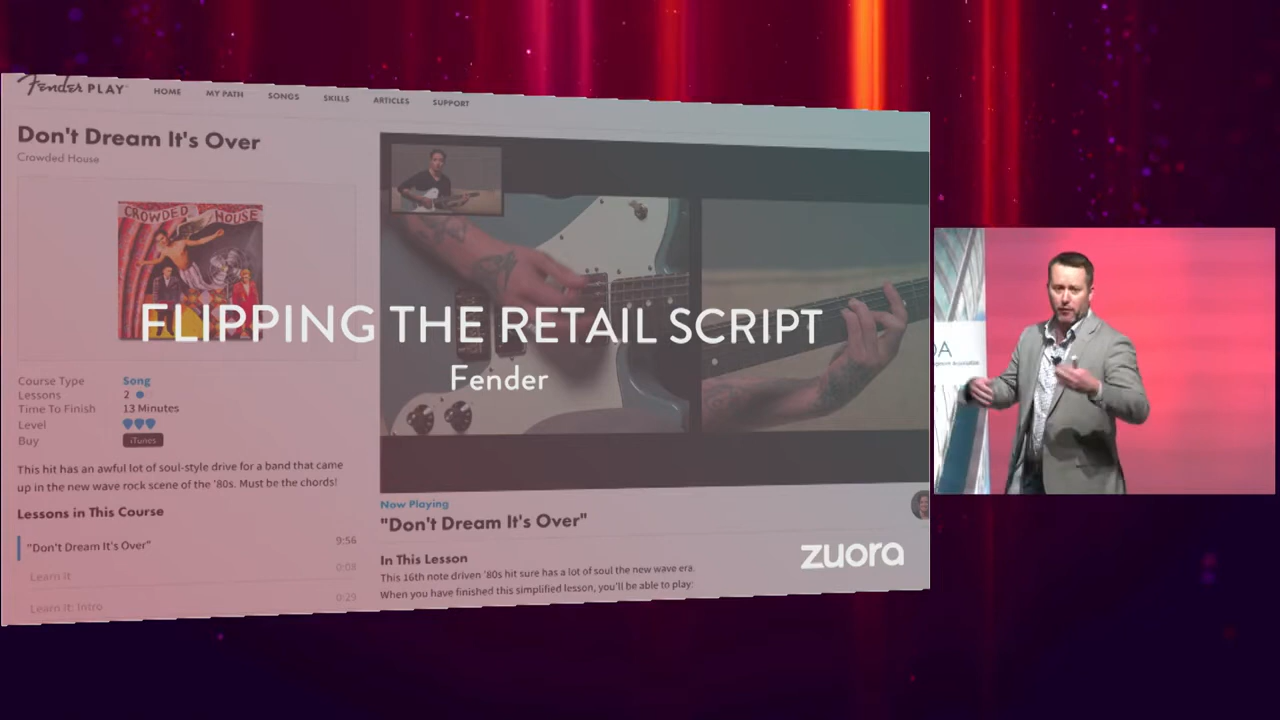 Fender PLAY
HOME MY PATH SONGS SKILLS ARTICLES SUPPORT
Don't Dream It's Over
Crowded House
CROWDED HOUSE
FLIPPING THE RETAIL SCRIPT
Fender
Course Type Song
Lessons 2
Time To Finish 13 Minutes
Level
Buy iTunes
This hit has an awful lot of soul-style drive for a band that came
up in the new wave rock scene of the '80s. Must be the chords!
Lessons in This Course
"Don't Dream It's Over" 9:56
Learn It 0:08
Learn It: Intro 0:29
Now Playing
"Don't Dream It's Over"
In This Lesson
This 16th note driven '80s hit sure has a lot of soul the new wave era.
When you have finished this simplified lesson, you'll be able to play:
zuora
DA